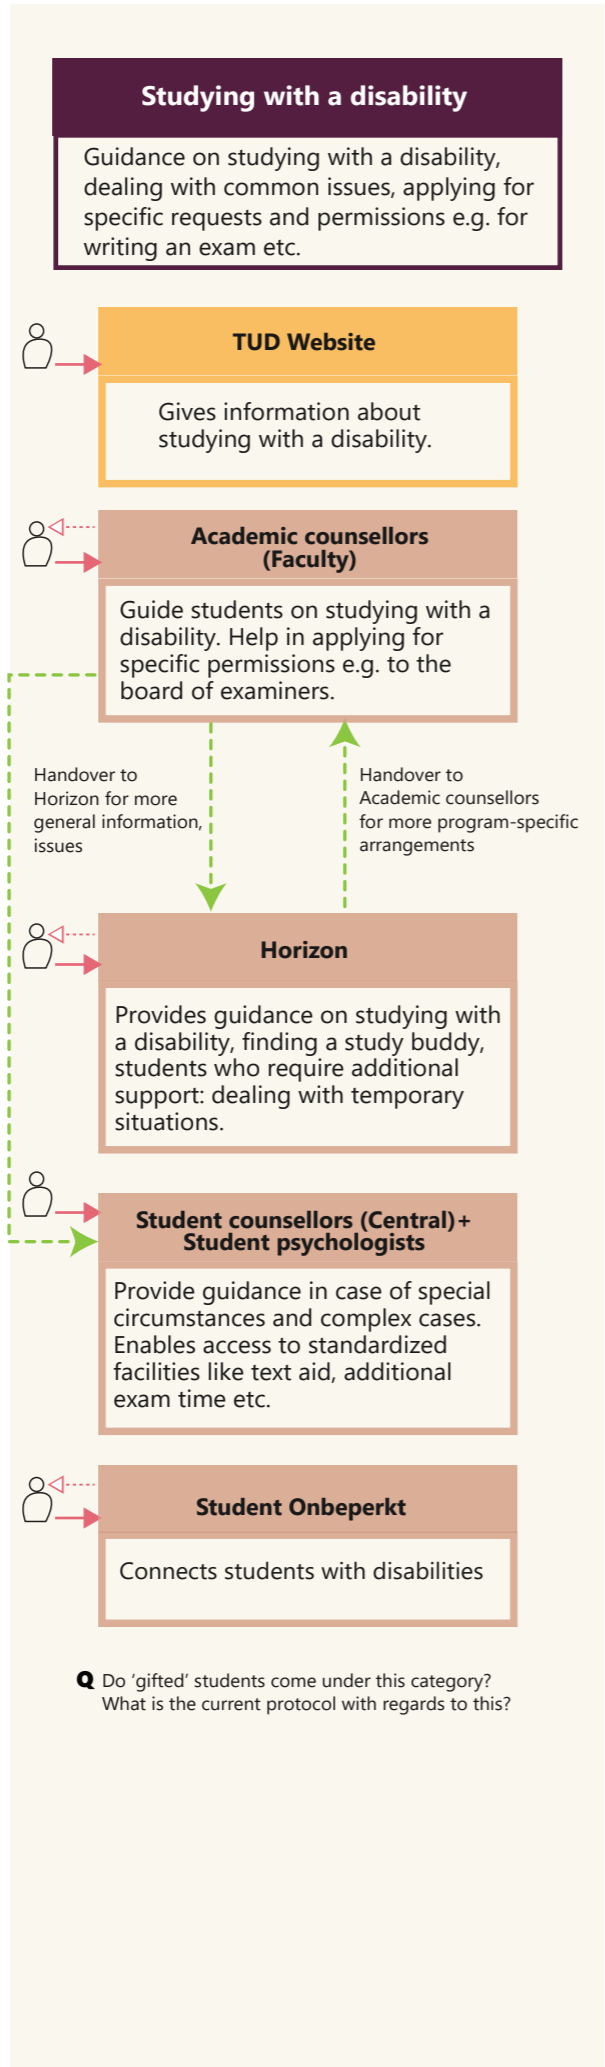 Studying with a disability
Guidance on studying with a disability,
dealing with common issues, applying for
specific requests and permissions e.g. for
writing an exam etc.
TUD Website
Gives information about
studying with a disability.
Academic counsellors
(Faculty)
Guide students on studying with a
disability. Help in applying for
specific permissions e.g. to the
board of examiners.
Handover to
Horizon for more
general information,
issues
Handover to
Academic counsellors
for more program-specific
arrangements
Horizon
Provides guidance on studying with
a disability, finding a study buddy,
students who require additional
support: dealing with temporary
situations.
Student counsellors (Central)+
Student psychologists
Provide guidance in case of special
circumstances and complex cases.
Enables access to standardized
facilities like text aid, additional
exam time etc.
Student Onbeperkt
Connects students with disabilities
Q Do ‘gifted’ students come under this category?
What is the current protocol with regards to this?